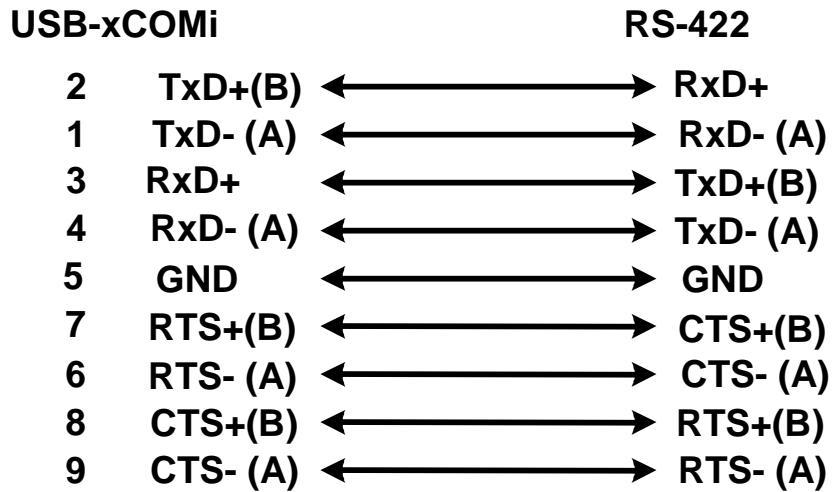 USB-xCOMi RS-422
2 TxD+(B) RxD+
1 TxD- (A) RxD- (A)
3 RxD+ TxD+(B)
4 RxD- (A) TxD- (A)
5 GND GND
7 RTS+(B) CTS+(B)
6 RTS- (A) CTS- (A)
8 CTS+(B) RTS+(B)
9 CTS- (A) RTS- (A)